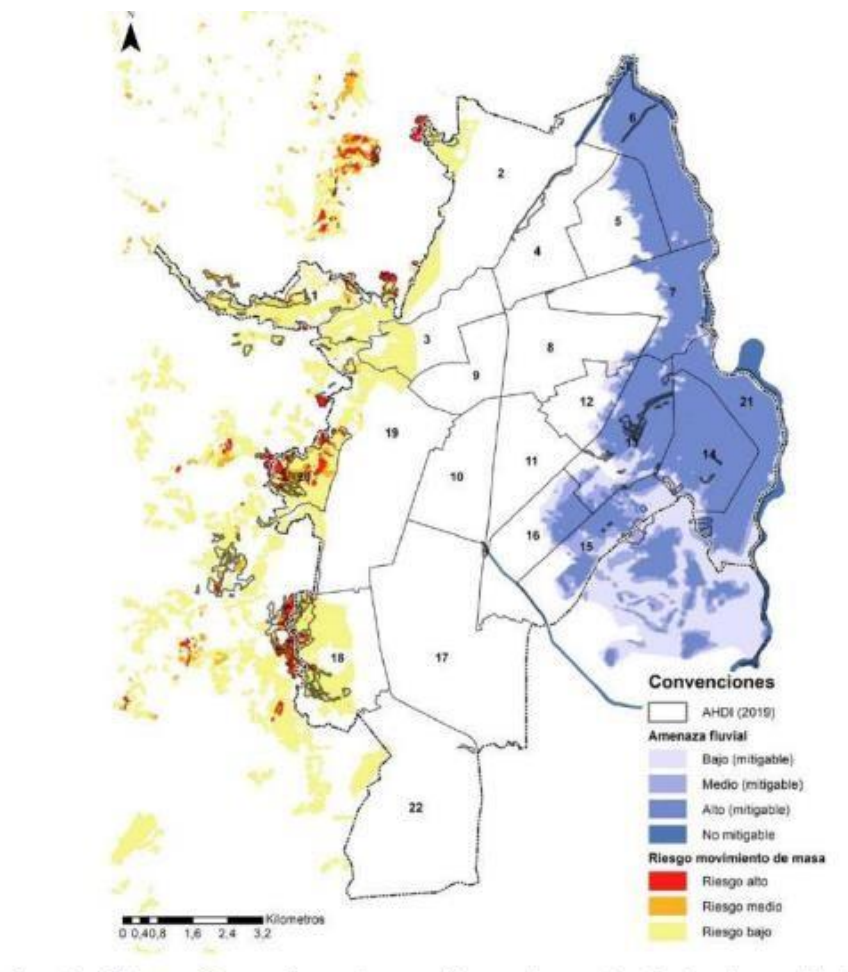 N
6
2
5
4
1
7
3
8
9
12
21
19
13
14
10
11
20
16
15
18
17
22
Convenciones
AHDI (2019)
Amenaza fluvial
Bajo (mitigable)
Medio (mitigable)
Alto (mitigable)
No mitigable
Riesgo movimiento de masa
Riesgo alto
Riesgo medio
Riesgo bajo
Kilometros
0 0,40,8 1,6 2,4 3,2